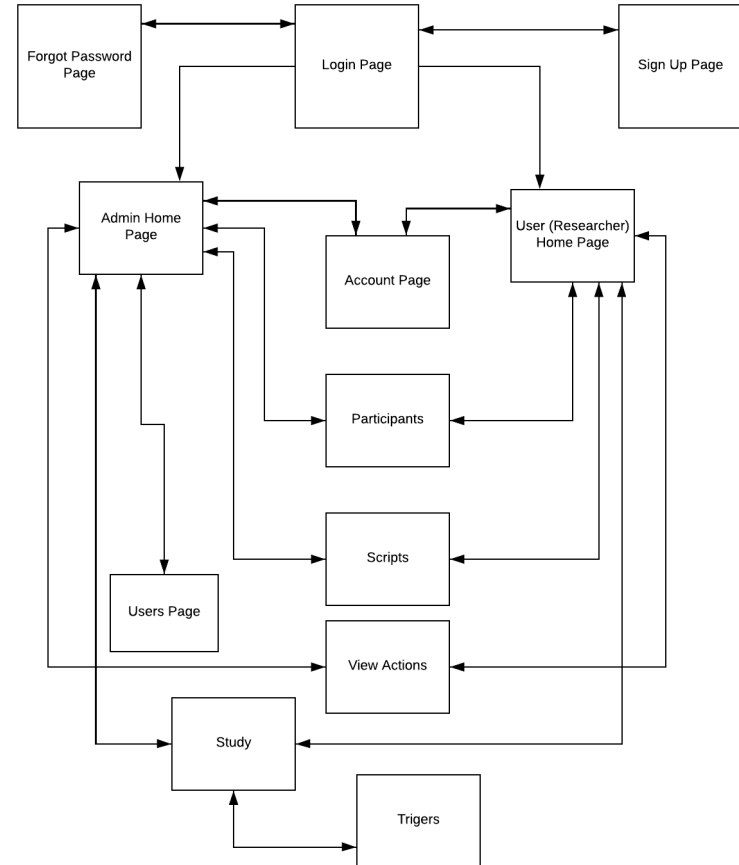 Forgot Password
Page
Login Page
Sign Up Page
Admin Home
Page
User (Researcher)
Home Page
Account Page
Participants
Scripts
Users Page
View Actions
Study
Trigers